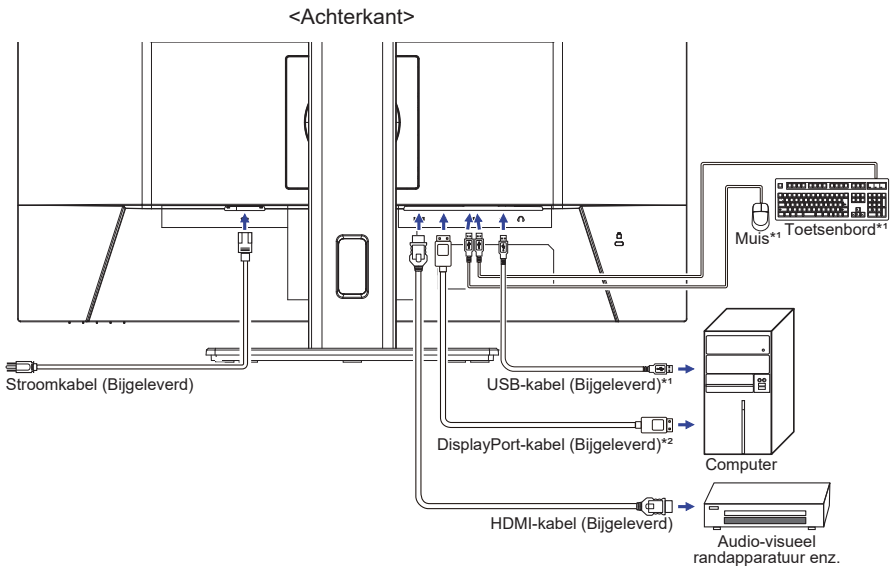 <Achterkant>
Muis*1
Toetsenbord*1
Stroomkabel (Bijgeleverd)
USB-kabel (Bijgeleverd)*1
DisplayPort-kabel (Bijgeleverd)*2
Computer
HDMI-kabel (Bijgeleverd)
Audio-visueel
randapparatuur enz.